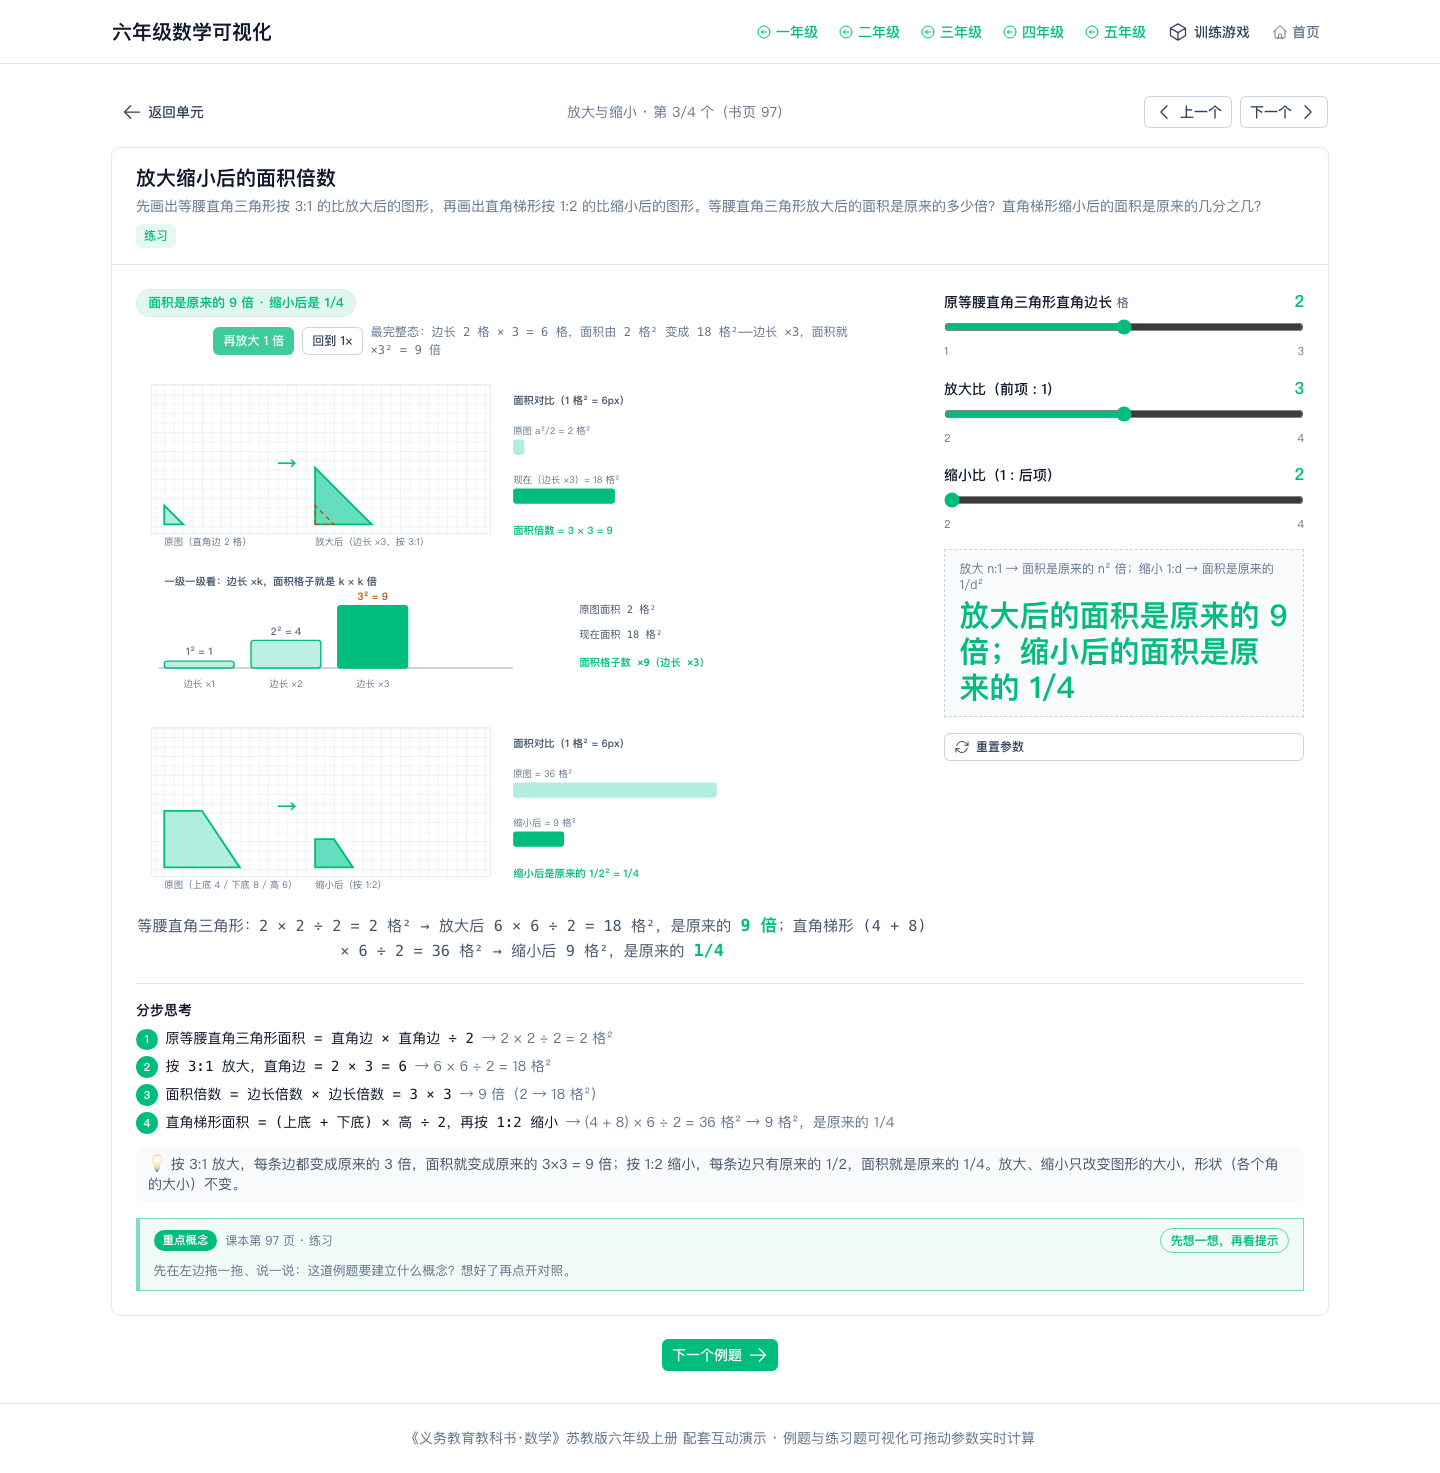 六年级数学可视化
一年级
二年级
三年级
四年级
五年级
训练游戏
首页
返回单元
放大与缩小 · 第 3/4 个（书页 97）
上一个
下一个
放大缩小后的面积倍数
先画出等腰直角三角形按 3:1 的比放大后的图形，再画出直角梯形按 1:2 的比缩小后的图形。等腰直角三角形放大后的面积是原来的多少倍？直角梯形缩小后的面积是原来的几分之几？
练习
面积是原来的 9 倍 · 缩小后是 1/4
再放大 1 倍
回到 1×
最完整态：边长 2 格 × 3 = 6 格，面积由 2 格² 变成 18 格²——边长 ×3，面积就
×3² = 9 倍
面积对比（1 格² = 6px）
原图 a²/2 = 2 格²
现在（边长 ×3）= 18 格²
面积倍数 = 3 × 3 = 9
→
原图（直角边 2 格）
放大后（边长 ×3，按 3:1）
一级一级看：边长 ×k，面积格子就是 k × k 倍
1² = 1
2² = 4
3² = 9
边长 ×1
边长 ×2
边长 ×3
原图面积 2 格²
现在面积 18 格²
面积格子数 ×9（边长 ×3）
面积对比（1 格² = 6px）
原图 = 36 格²
缩小后 = 9 格²
缩小后是原来的 1/2² = 1/4
→
原图（上底 4 / 下底 8 / 高 6）
缩小后（按 1:2）
等腰直角三角形：2 × 2 ÷ 2 = 2 格² → 放大后 6 × 6 ÷ 2 = 18 格²，是原来的 9 倍；直角梯形 (4 + 8)
× 6 ÷ 2 = 36 格² → 缩小后 9 格²，是原来的 1/4
原等腰直角三角形直角边长 格
2
1
3
放大比（前项 : 1）
3
2
4
缩小比（1 : 后项）
2
2
4
放大 n:1 → 面积是原来的 n² 倍；缩小 1:d → 面积是原来的
1/d²
放大后的面积是原来的 9
倍；缩小后的面积是原
来的 1/4
重置参数
分步思考
1 原等腰直角三角形面积 = 直角边 × 直角边 ÷ 2 → 2 × 2 ÷ 2 = 2 格²
2 按 3:1 放大，直角边 = 2 × 3 = 6 → 6 × 6 ÷ 2 = 18 格²
3 面积倍数 = 边长倍数 × 边长倍数 = 3 × 3 → 9 倍（2 → 18 格²）
4 直角梯形面积 = (上底 + 下底) × 高 ÷ 2，再按 1:2 缩小 → (4 + 8) × 6 ÷ 2 = 36 格² → 9 格²，是原来的 1/4
💡 按 3:1 放大，每条边都变成原来的 3 倍，面积就变成原来的 3×3 = 9 倍；按 1:2 缩小，每条边只有原来的 1/2，面积就是原来的 1/4。放大、缩小只改变图形的大小，形状（各个角
的大小）不变。
重点概念
课本第 97 页 · 练习
先想一想，再看提示
先在左边拖一拖、说一说：这道例题要建立什么概念？想好了再点开对照。
下一个例题
《义务教育教科书·数学》苏教版六年级上册 配套互动演示 · 例题与练习题可视化可拖动参数实时计算